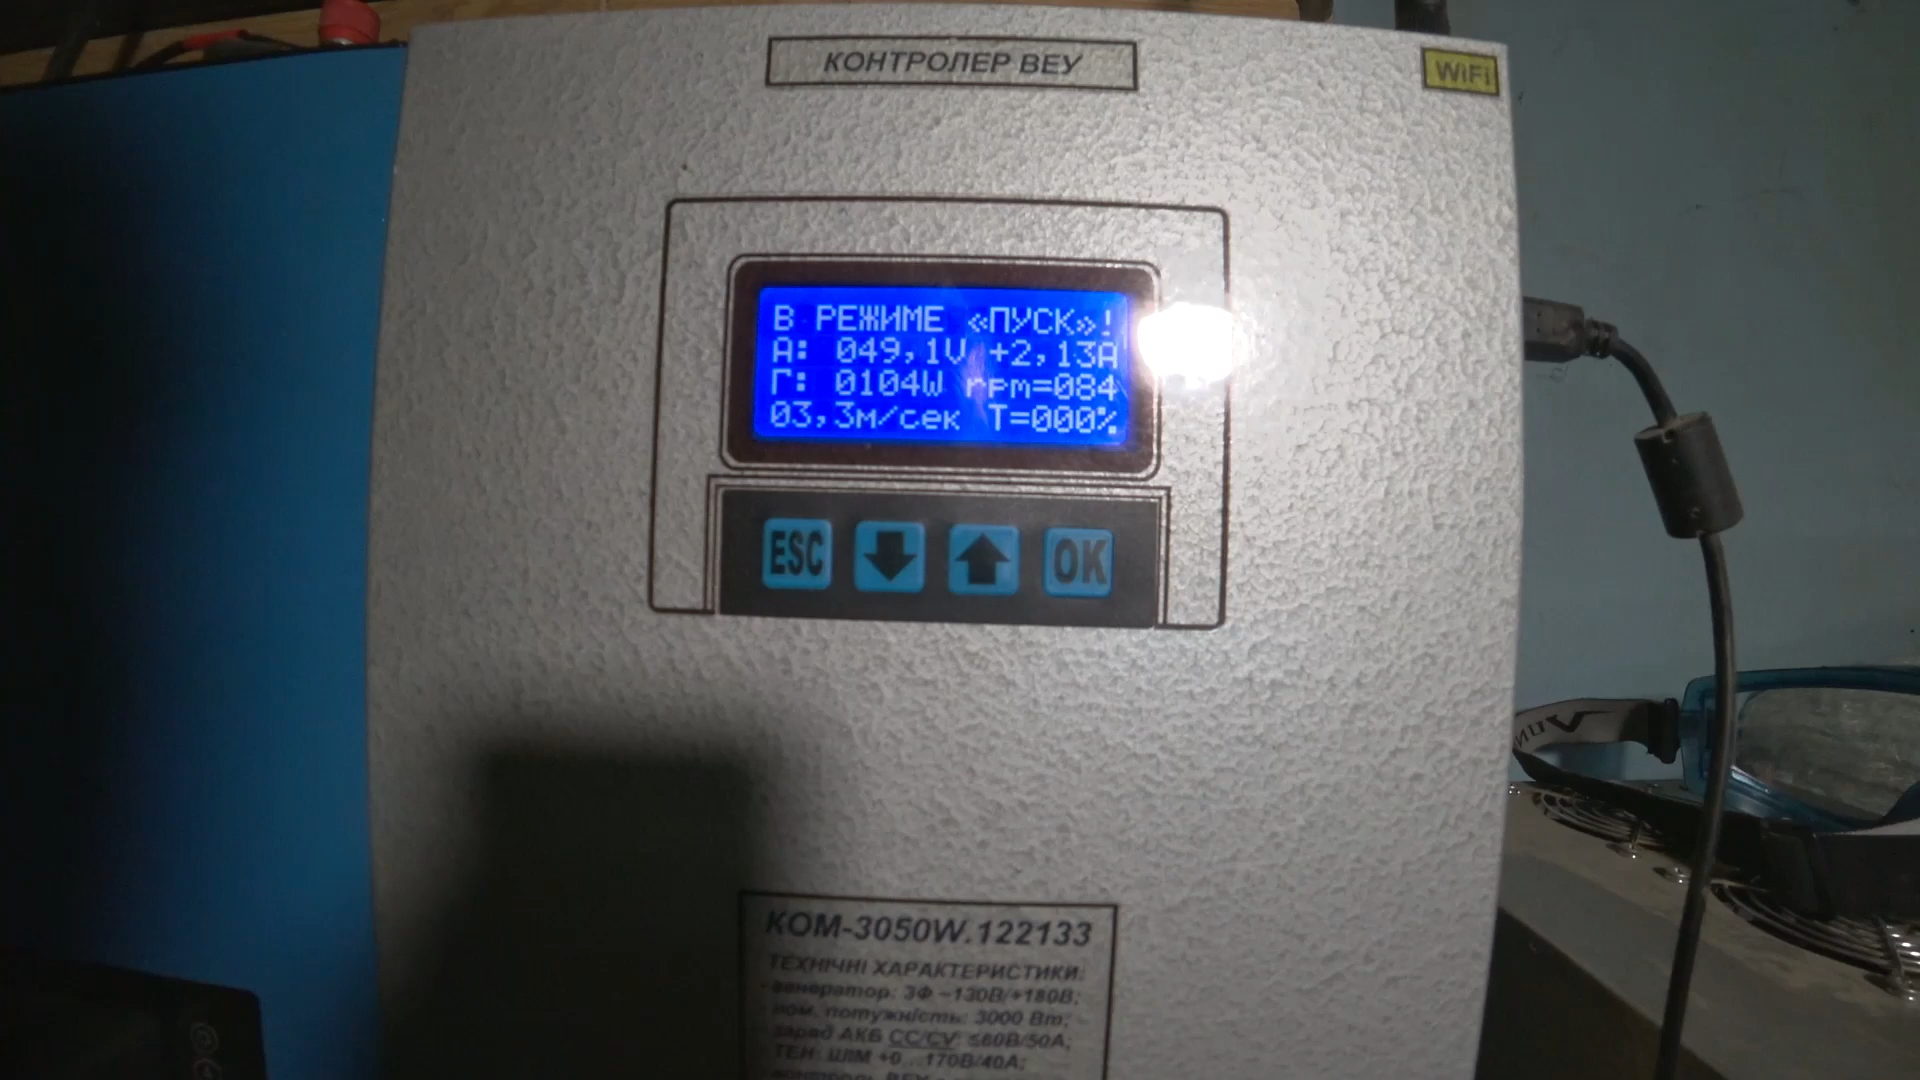 КОНТРОЛЕР ВЕУ
WiFi
В РЕЖИМЕ «ПУСК»!
А: 049,1V +2,13А
Г: 0104W rpm=084
03,3м/сек Т=000%
ESC
OK
КОМ-3050W.122133
ТЕХНІЧНІ ХАРАКТЕРИСТИКИ:
- генератор: 3Ф ~130В/+180В;
ном. потужність: 3000 Вт;
заряд АКБ CC/CV: ≤60В/50А;
ТЕН: ШІМ +0...170В/40А;
контроль ВЕУ